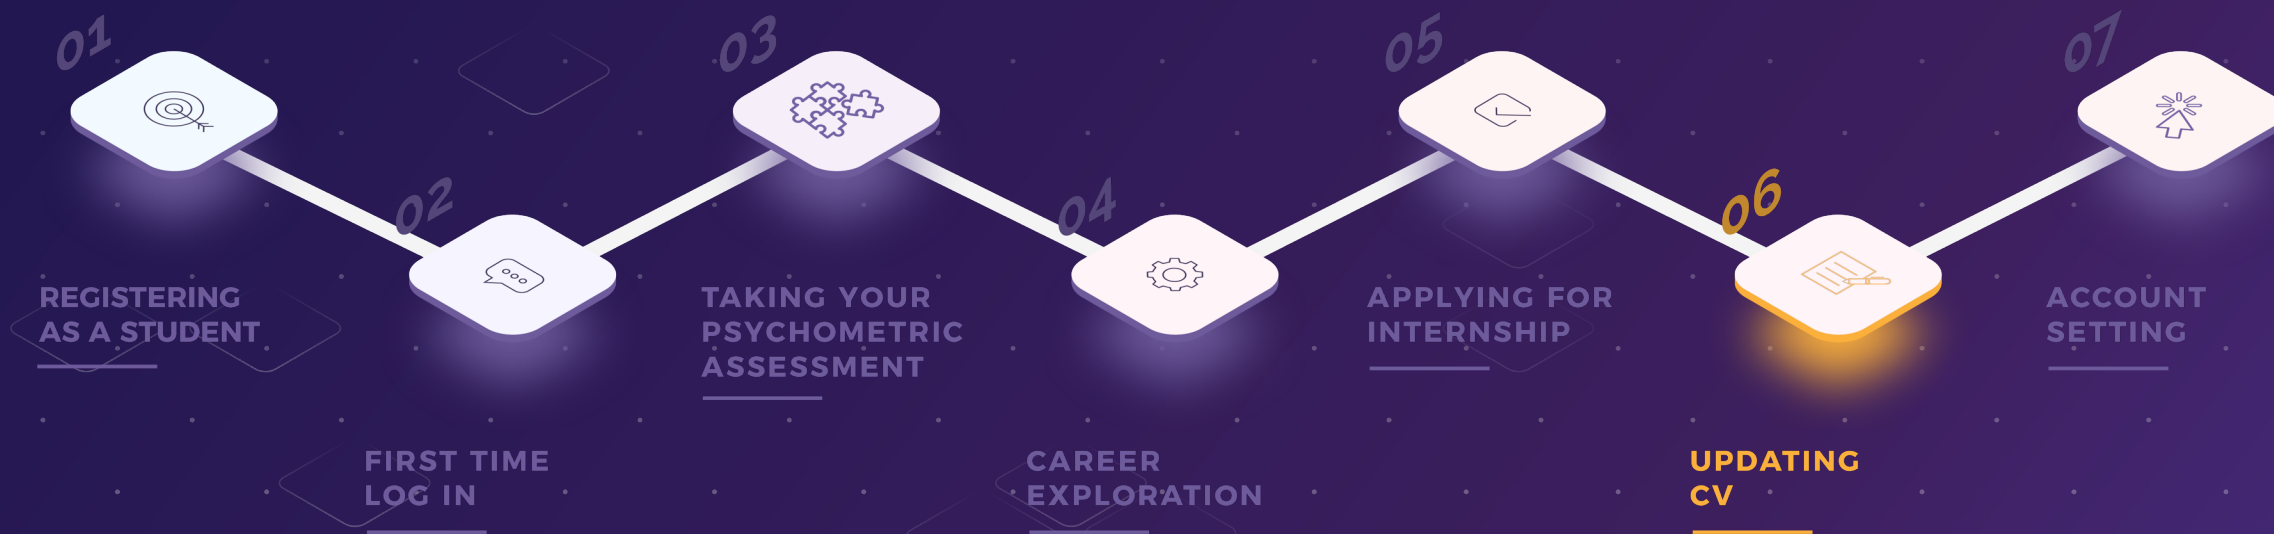 01
REGISTERING
AS A STUDENT
02
FIRST TIME
LOG IN
03
TAKING YOUR
PSYCHOMETRIC
ASSESSMENT
04
CAREER
EXPLORATION
05
APPLYING FOR
INTERNSHIP
06
UPDATING
CV
07
ACCOUNT
SETTING